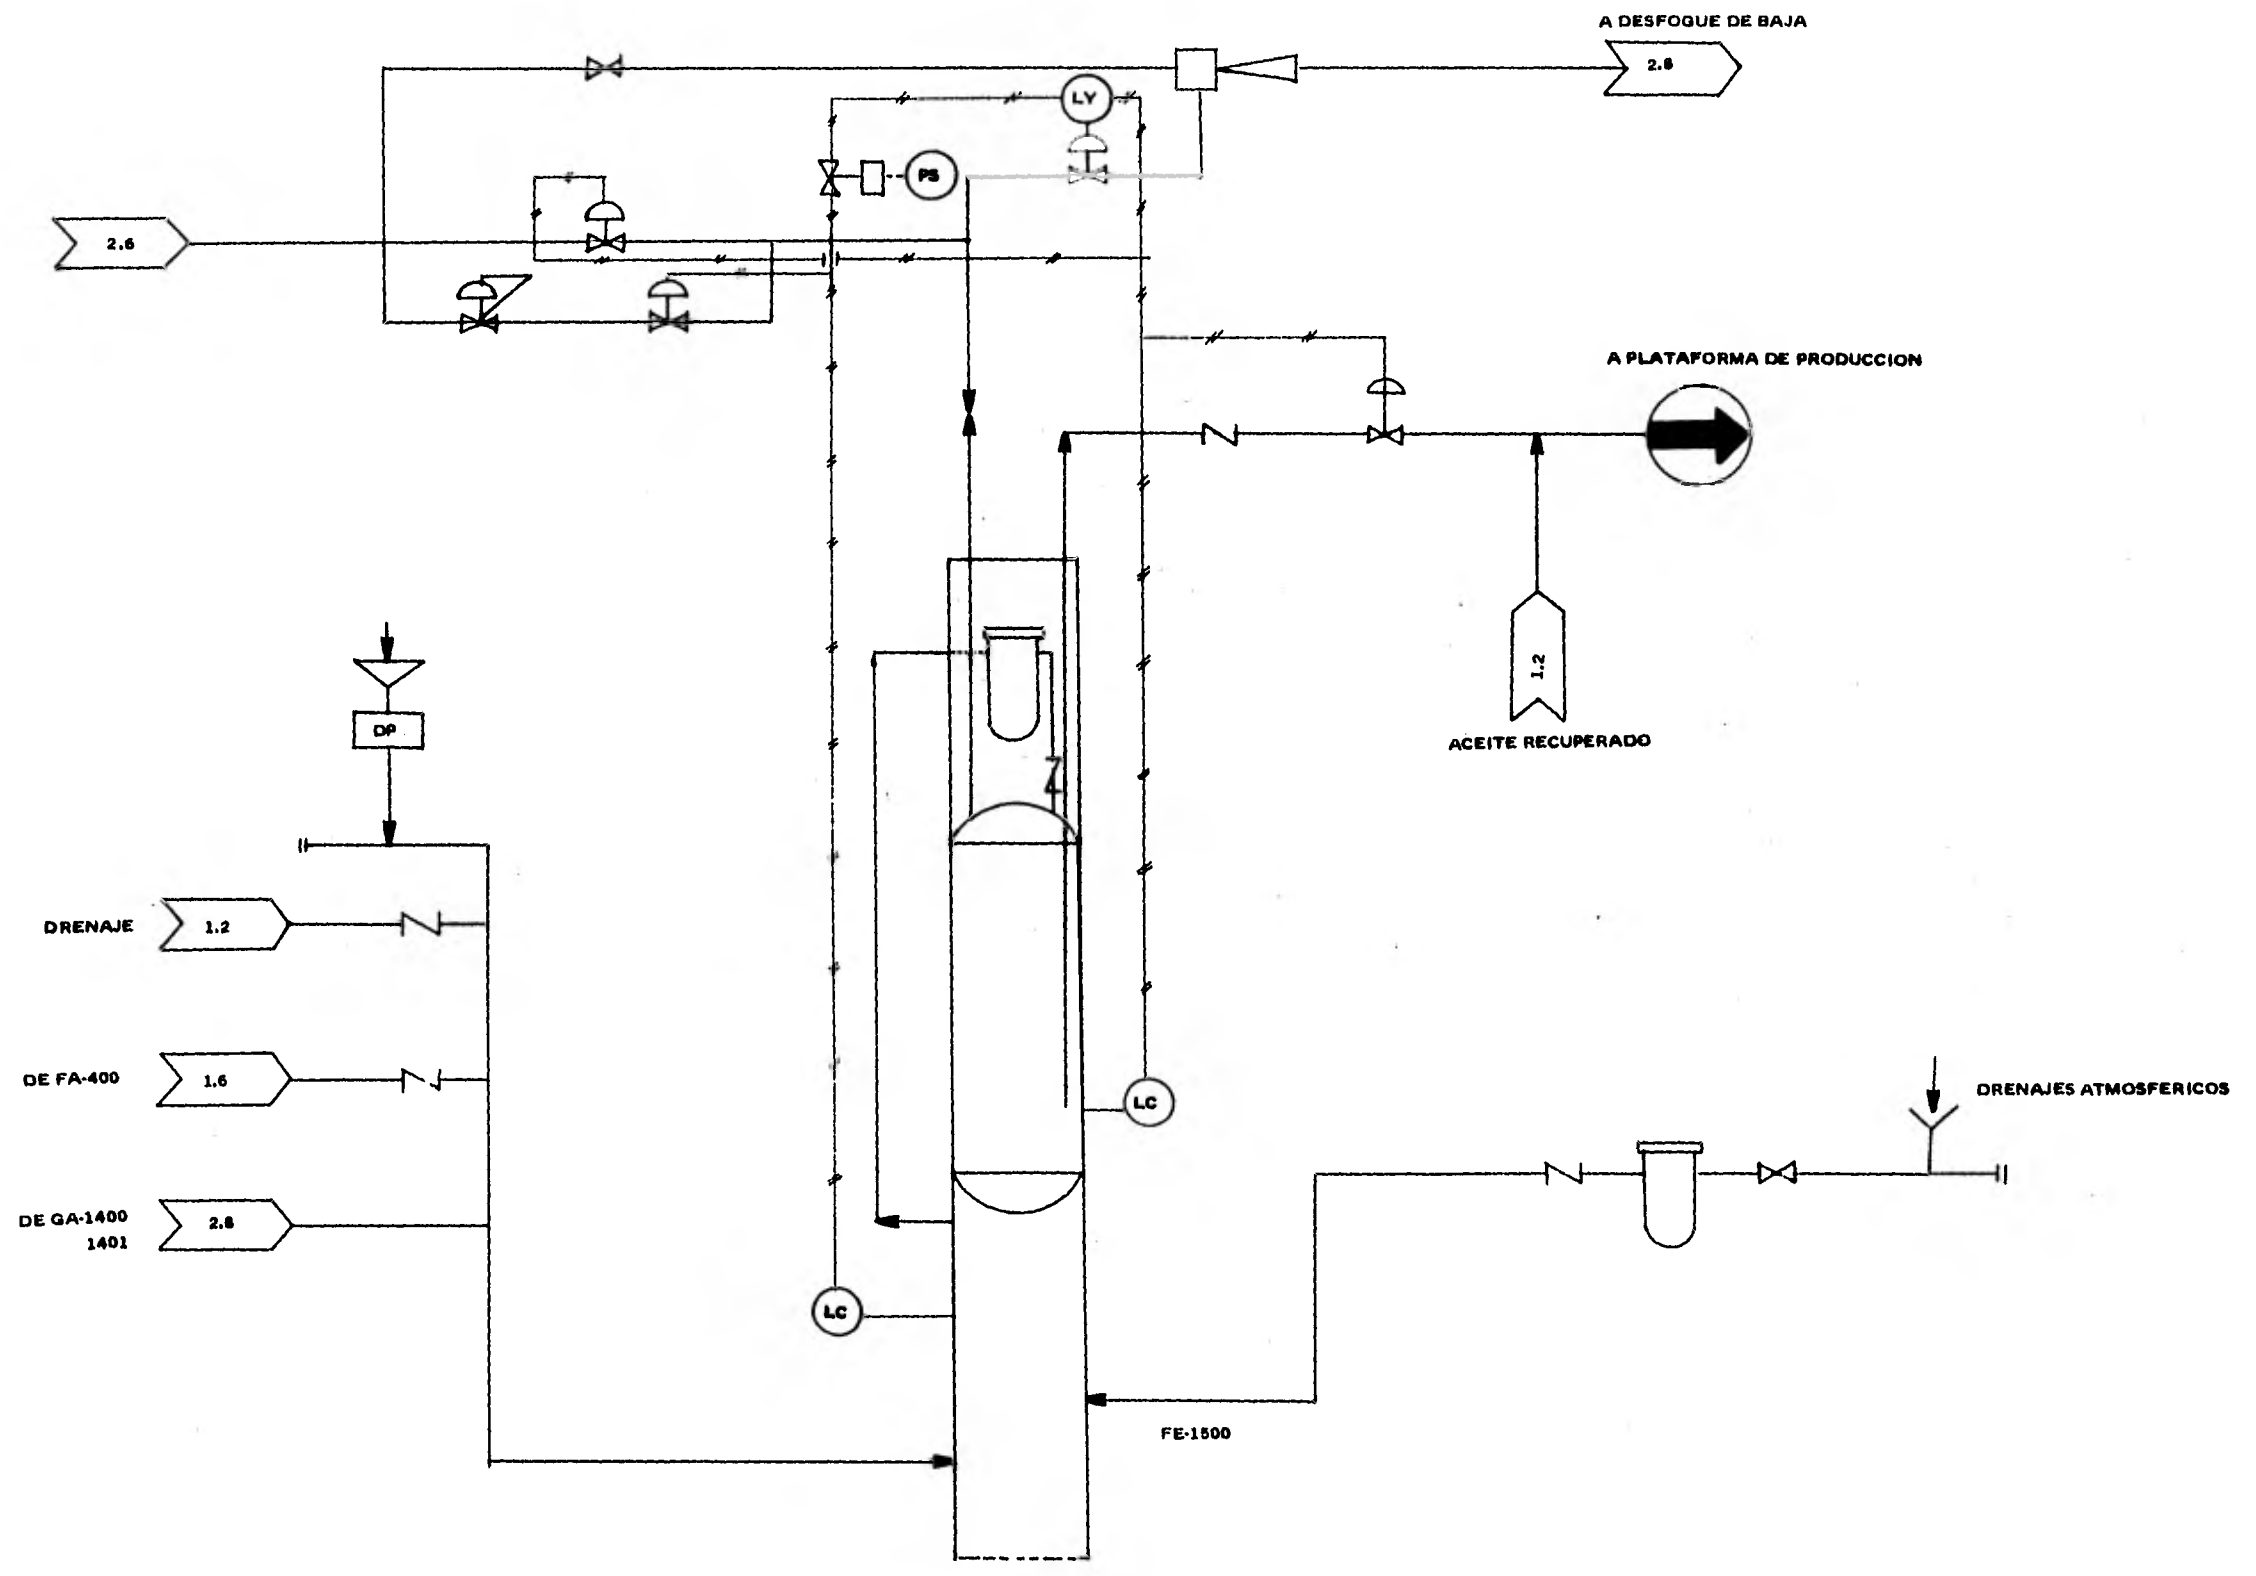 A DESFOGUE DE BAJA
2.8
LY
PS
2.6
A PLATAFORMA DE PRODUCCION
1.2
ACEITE RECUPERADO
DP
DRENAJE
1.2
DE FA-400
1.6
DE GA-1400
1401
2.8
LC
LC
DRENAJES ATMOSFERICOS
FE-1500